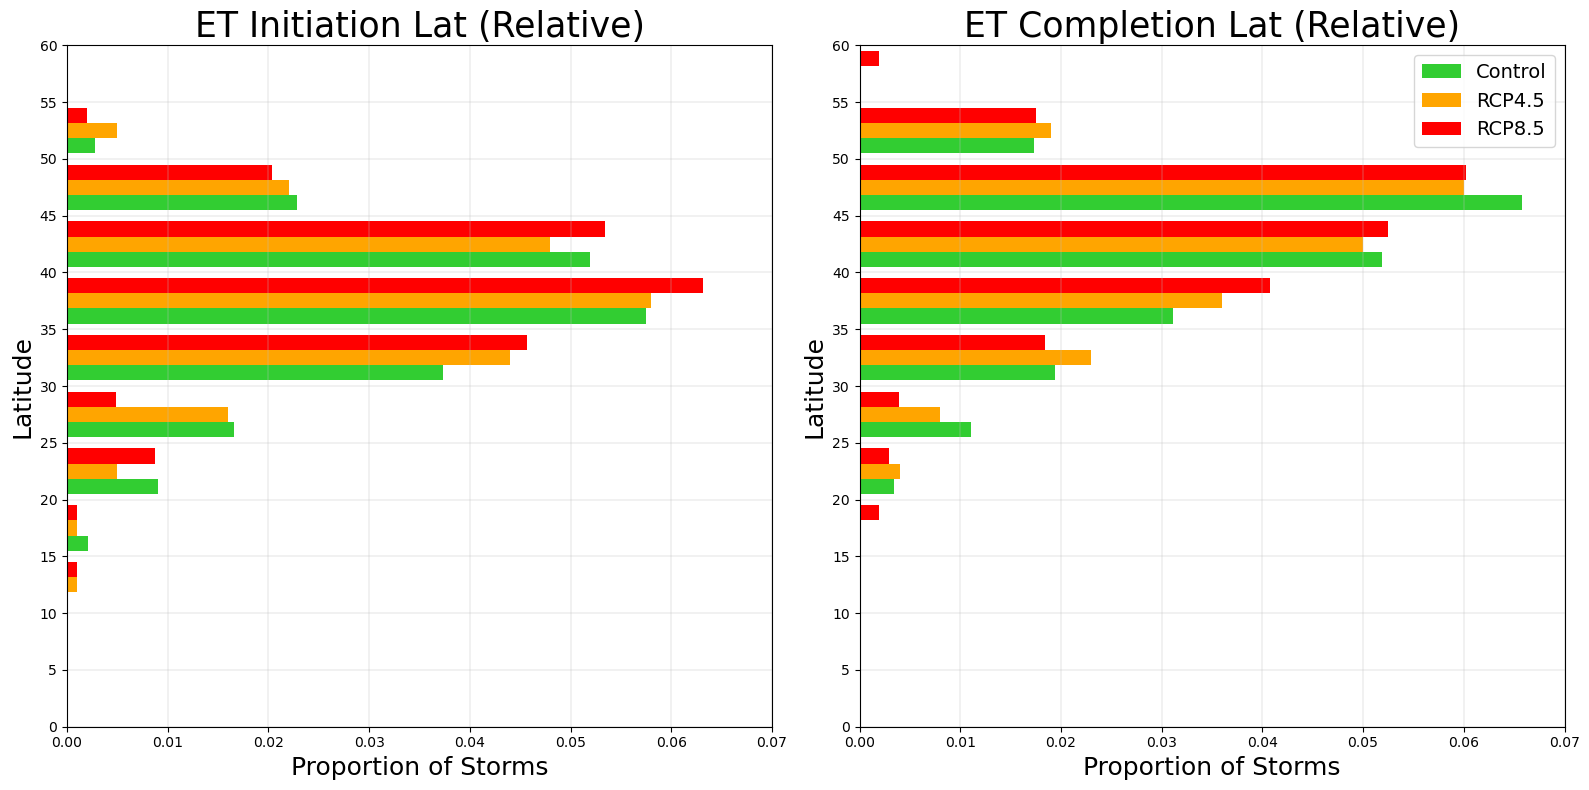 ET Initiation Lat (Relative)
60
55
50
45
40
35
30
25
20
15
10
5
0
Latitude
0.00 0.01 0.02 0.03 0.04 0.05 0.06 0.07
Proportion of Storms
ET Completion Lat (Relative)
Control
RCP4.5
RCP8.5
60
55
50
45
40
35
30
25
20
15
10
5
0
Latitude
0.00 0.01 0.02 0.03 0.04 0.05 0.06 0.07
Proportion of Storms